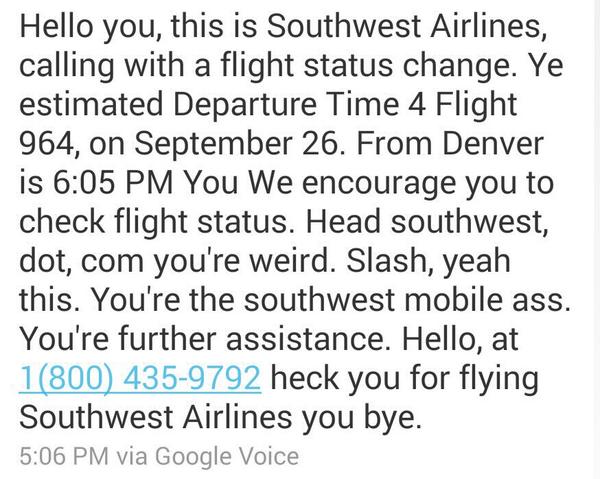 Hello you, this is Southwest Airlines,
calling with a flight status change. Ye
estimated Departure Time 4 Flight
964, on September 26. From Denver
is 6:05 PM You We encourage you to
check flight status. Head southwest,
dot, com you're weird. Slash, yeah
this. You're the southwest mobile ass.
You're further assistance. Hello, at
1(800) 435-9792 heck you for flying
Southwest Airlines you bye.
5:06 PM via Google Voice